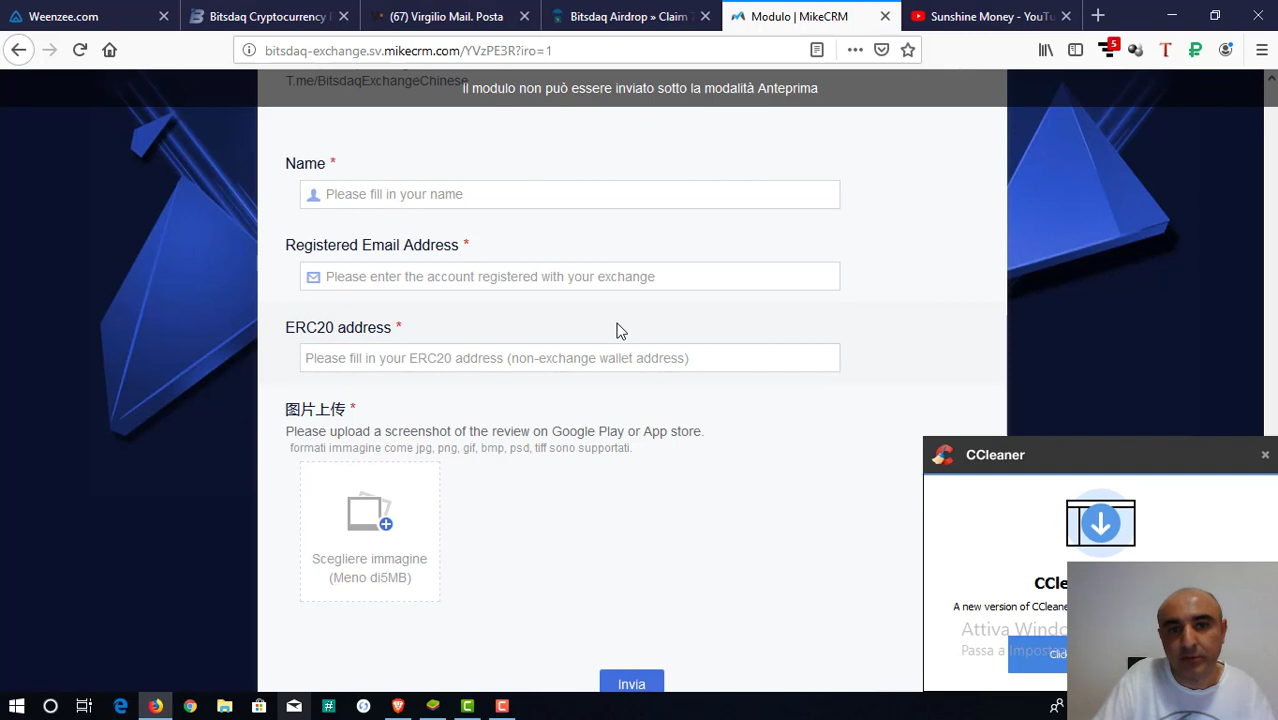 Weenzee.com
Bitsdaq Cryptocurrency
(67) Virgilio Mail. Posta
Bitsdaq Airdrop » Claim
Modulo | MikeCRM
Sunshine Money - YouTu
bitsdaq-exchange.sv.mikecrm.com/YVzPE3R?iro=1
5
T.me/BitsdaqExchangeChinese
Il modulo non può essere inviato sotto la modalità Anteprima
Name *
Please fill in your name
Registered Email Address *
Please enter the account registered with your exchange
ERC20 address *
Please fill in your ERC20 address (non-exchange wallet address)
图片上传 *
Please upload a screenshot of the review on Google Play or App store.
formati immagine come jpg, png, gif, bmp, psd, tiff sono supportati.
Scegliere immagine
(Meno di5MB)
Invia
CCleaner
CCle
A new version of CCleane
Attiva Windo
Passa a Imposta
Click